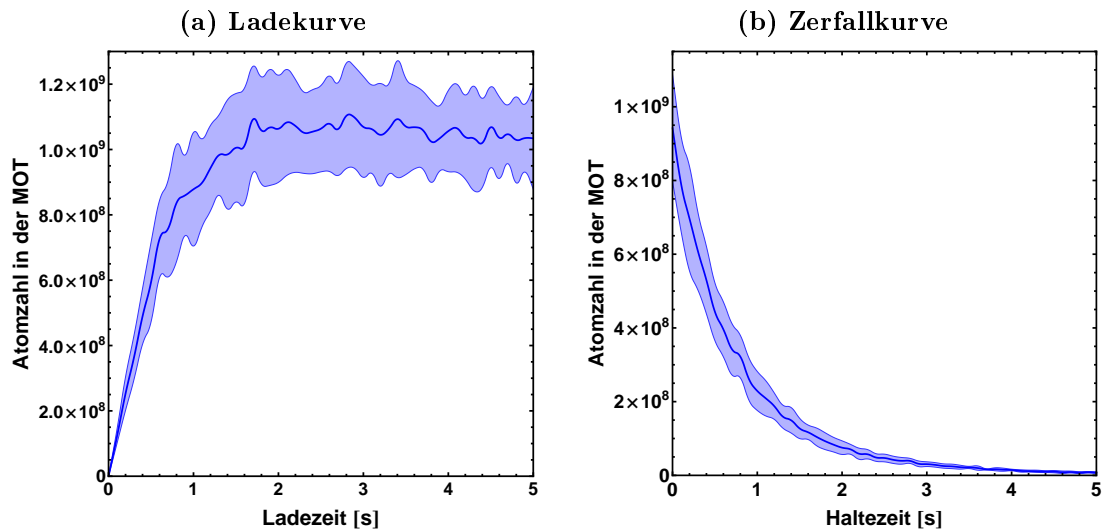 (a) Ladekurve
(b) Zerfallkurve
Atomzahl in der MOT
1.2×10⁹
1.0×10⁹
8.0×10⁸
6.0×10⁸
4.0×10⁸
2.0×10⁸
0
0 1 2 3 4 5
Ladezeit [s]
Atomzahl in der MOT
1×10⁹
8×10⁸
6×10⁸
4×10⁸
2×10⁸
0
0 1 2 3 4 5
Haltezeit [s]